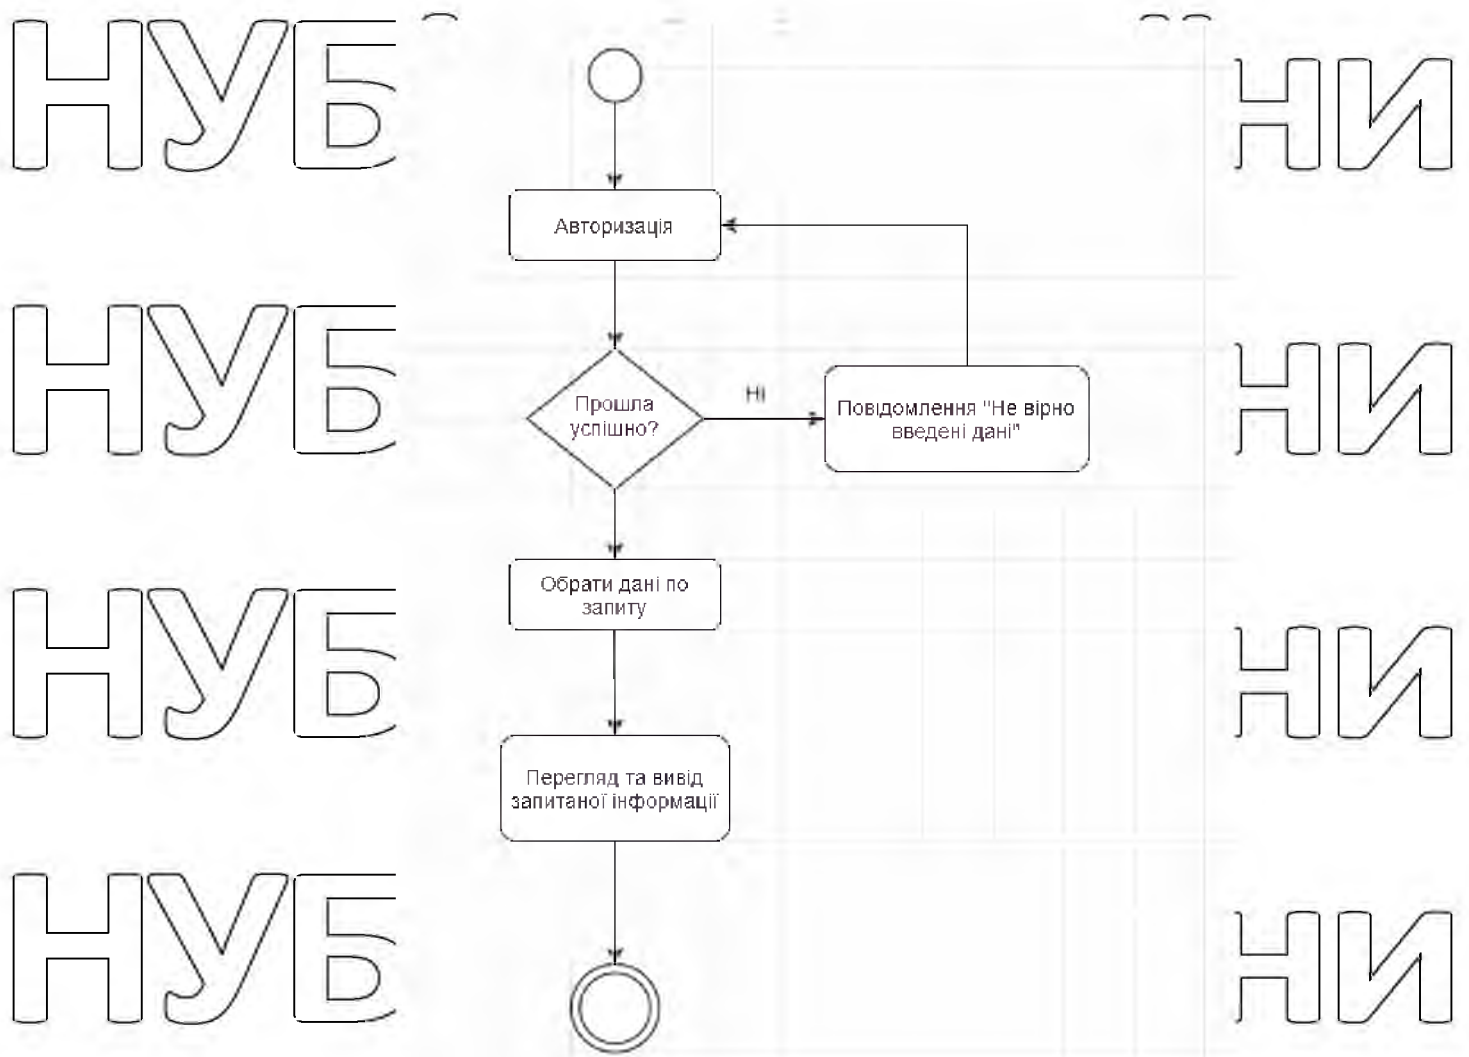 НУБ
НИ
Авторизація
НУБ
НИ
Прошла
успішно?
Ні
Повідомлення "Не вірно
введені дані"
НУБ
НИ
Обрати дані по
запиту
Перегляд та вивід
запитаної інформації
НУБ
НИ